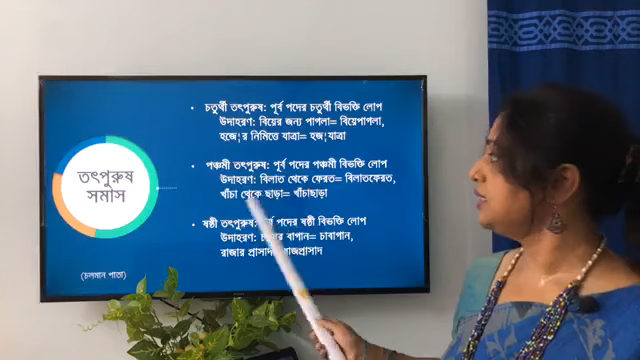 তৎপুরুষ
সমাস
চতুর্থী তৎপুরুষ: পূর্ব পদের চতুর্থী বিভক্তি লোপ
উদাহরণ: বিয়ের জন্য পাগলা= বিয়েপাগলা,
হজ্বের নিমিত্তে যাত্রা= হজ্বযাত্রা
পঞ্চমী তৎপুরুষ: পূর্ব পদের পঞ্চমী বিভক্তি লোপ
উদাহরণ: বিলাত থেকে ফেরত= বিলাতফেরত,
খাঁচা থেকে ছাড়া= খাঁচাছাড়া
ষষ্ঠী তৎপুরুষ: পূর্ব পদের ষষ্ঠী বিভক্তি লোপ
উদাহরণ: বাগান= চাবাগান,
রাজার প্রাসাদ= রাজপ্রাসাদ
(চলমান পাতা)